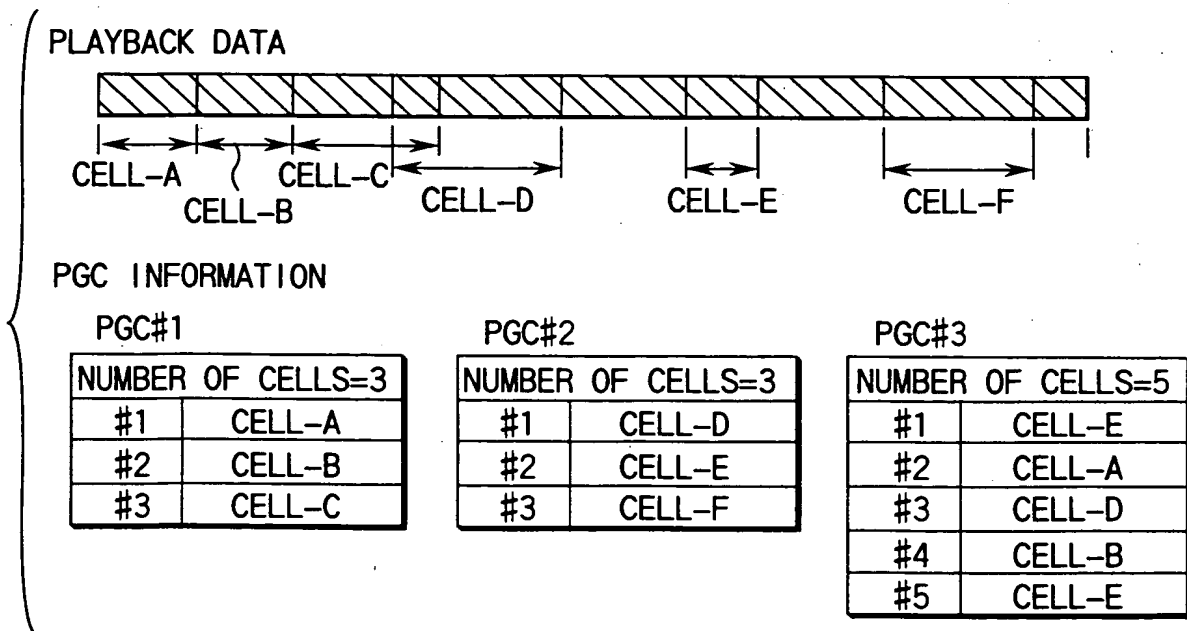 PLAYBACK DATA
CELL–A
CELL–B
CELL–C
CELL–D
CELL–E
CELL–F
PGC INFORMATION
PGC#1
NUMBER OF CELLS=3
#1 CELL–A
#2 CELL–B
#3 CELL–C
PGC#2
NUMBER OF CELLS=3
#1 CELL–D
#2 CELL–E
#3 CELL–F
PGC#3
NUMBER OF CELLS=5
#1 CELL–E
#2 CELL–A
#3 CELL–D
#4 CELL–B
#5 CELL–E